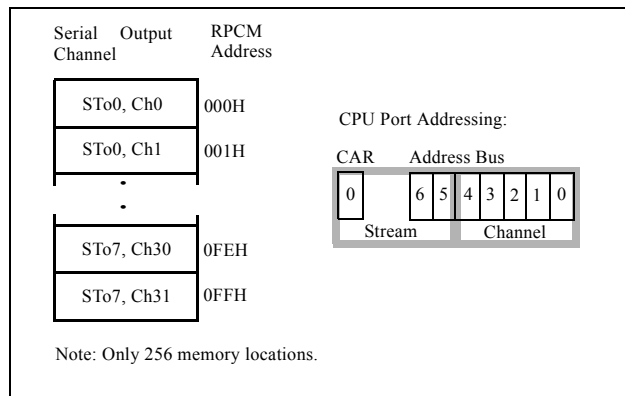 Serial Output Channel
RPCM Address
STo0, Ch0
000H
STo0, Ch1
001H
STo7, Ch30
0FEH
STo7, Ch31
0FFH
CPU Port Addressing:
CAR
Address Bus
0
6 5 4 3 2 1 0
Stream
Channel
Note: Only 256 memory locations.